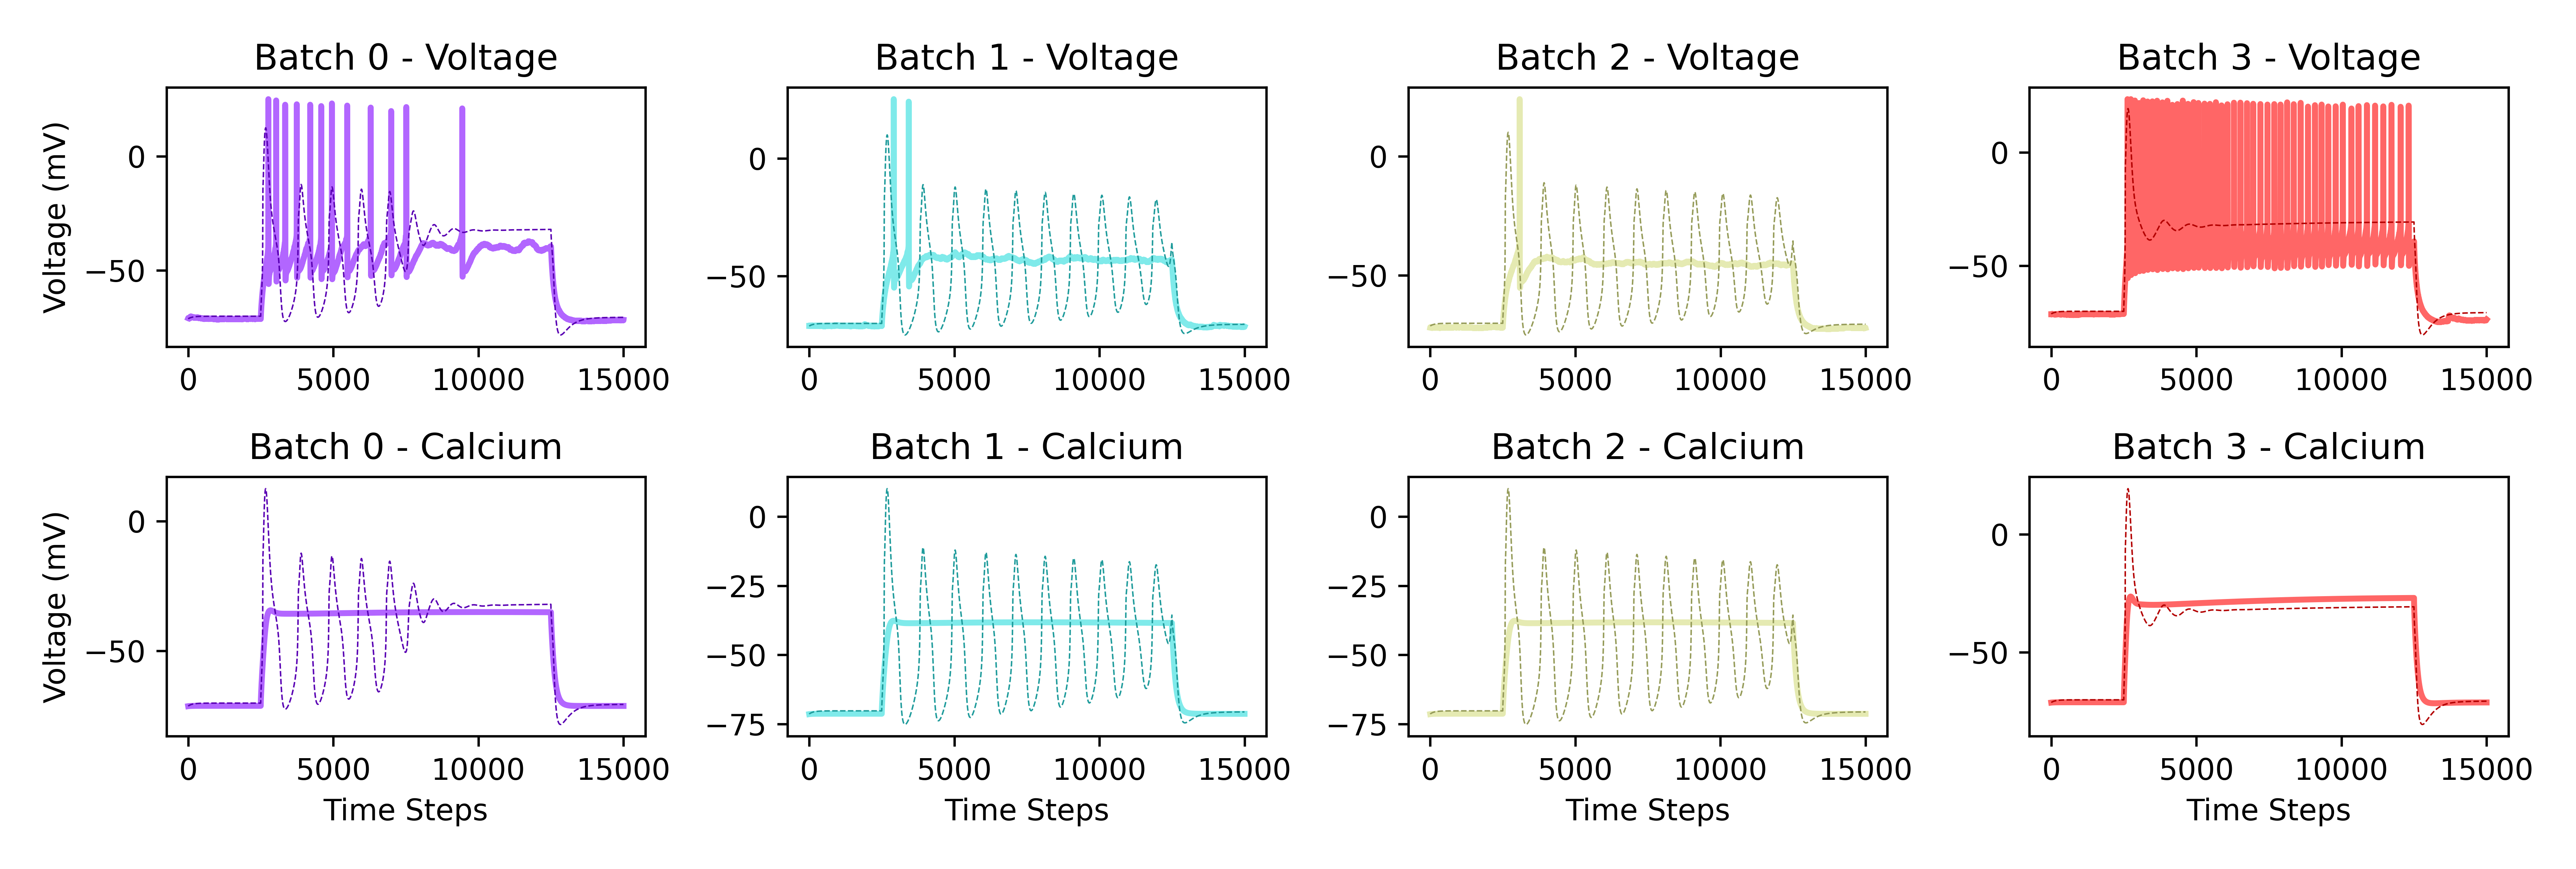 Batch 0 - Voltage
Batch 1 - Voltage
Batch 2 - Voltage
Batch 3 - Voltage
Voltage (mV)
0
−50
0
−50
0
−50
0
−50
0 5000 10000 15000
0 5000 10000 15000
0 5000 10000 15000
0 5000 10000 15000
Batch 0 - Calcium
Batch 1 - Calcium
Batch 2 - Calcium
Batch 3 - Calcium
Voltage (mV)
0
−50
0
−25
−50
−75
0
−25
−50
−75
0
−50
0 5000 10000 15000
0 5000 10000 15000
0 5000 10000 15000
0 5000 10000 15000
Time Steps
Time Steps
Time Steps
Time Steps